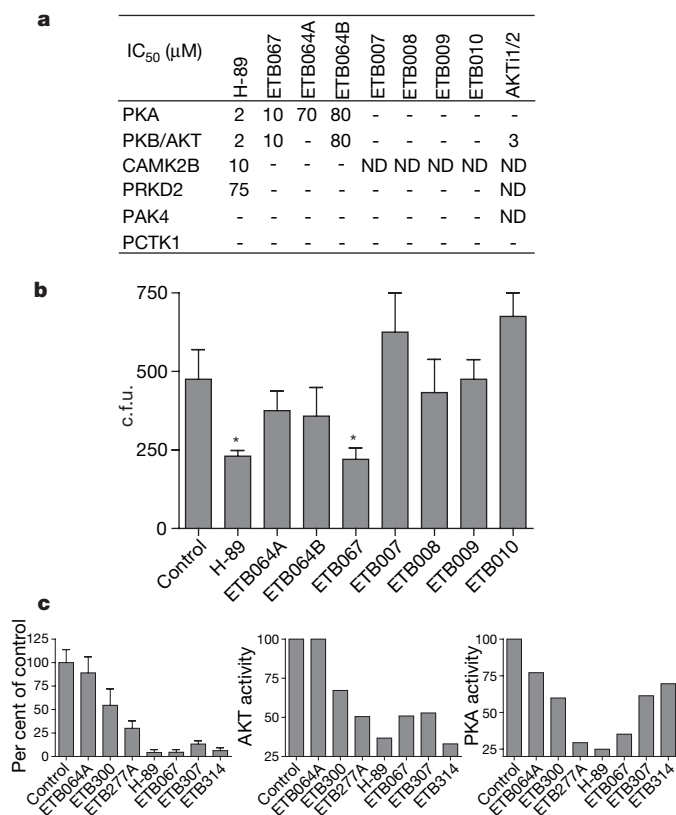 a
IC50 (μM)
H-89
ETB067
ETB064A
ETB064B
ETB007
ETB008
ETB009
ETB010
AKTi1/2
PKA 2 10 70 80 - - - - -
PKB/AKT 2 10 - 80 - - - - 3
CAMK2B 10 - - - ND ND ND ND ND
PRKD2 75 - - - - - - - ND
PAK4 - - - - - - - - ND
PCTK1 - - - - - - - - -
b
c.f.u.
750
500
250
0
* *
Control
H-89
ETB064A
ETB064B
ETB067
ETB007
ETB008
ETB009
ETB010
c
Per cent of control
125
100
75
50
25
0
Control
ETB064A
ETB300
ETB277A
H-89
ETB067
ETB307
ETB314
AKT activity
100
75
50
25
Control
ETB064A
ETB300
ETB277A
H-89
ETB067
ETB307
ETB314
PKA activity
100
75
50
25
Control
ETB064A
ETB300
ETB277A
H-89
ETB067
ETB307
ETB314